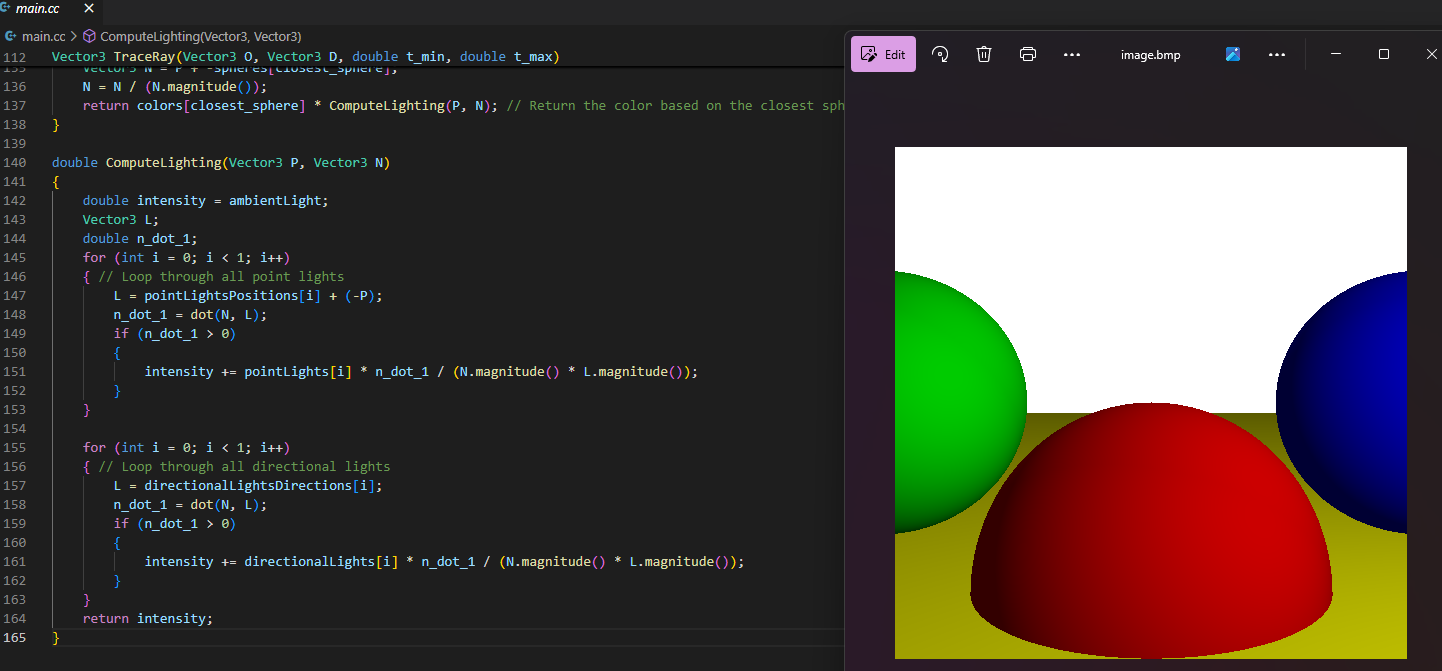 main.cc
main.cc > ComputeLighting(Vector3, Vector3)
112 Vector3 TraceRay(Vector3 O, Vector3 D, double t_min, double t_max)
135 Vector3 N = P + -spheres[closest_sphere];
136 N = N / (N.magnitude());
137 return colors[closest_sphere] * ComputeLighting(P, N); // Return the color based on the closest sph
138 }
139
140 double ComputeLighting(Vector3 P, Vector3 N)
141 {
142 double intensity = ambientLight;
143 Vector3 L;
144 double n_dot_1;
145 for (int i = 0; i < 1; i++)
146 { // Loop through all point lights
147 L = pointLightsPositions[i] + (-P);
148 n_dot_1 = dot(N, L);
149 if (n_dot_1 > 0)
150 {
151 intensity += pointLights[i] * n_dot_1 / (N.magnitude() * L.magnitude());
152 }
153 }
154
155 for (int i = 0; i < 1; i++)
156 { // Loop through all directional lights
157 L = directionalLightsDirections[i];
158 n_dot_1 = dot(N, L);
159 if (n_dot_1 > 0)
160 {
161 intensity += directionalLights[i] * n_dot_1 / (N.magnitude() * L.magnitude());
162 }
163 }
164 return intensity;
165 }
Edit
image.bmp